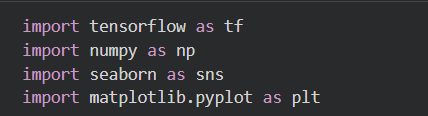 import tensorflow as tf
import numpy as np
import seaborn as sns
import matplotlib.pyplot as plt